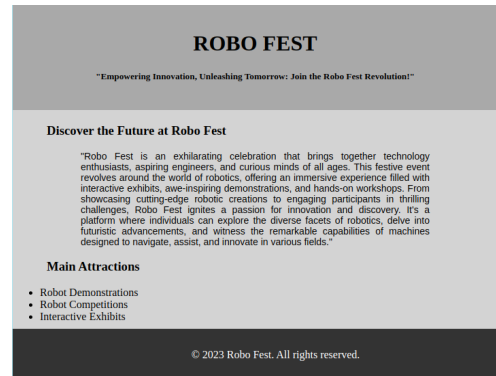 ROBO FEST
"Empowering Innovation, Unleashing Tomorrow: Join the Robo Fest Revolution!"
Discover the Future at Robo Fest
"Robo Fest is an exhilarating celebration that brings together technology
enthusiasts, aspiring engineers, and curious minds of all ages. This festive event
revolves around the world of robotics, offering an immersive experience filled with
interactive exhibits, awe-inspiring demonstrations, and hands-on workshops. From
showcasing cutting-edge robotic creations to engaging participants in thrilling
challenges, Robo Fest ignites a passion for innovation and discovery. It's a
platform where individuals can explore the diverse facets of robotics, delve into
futuristic advancements, and witness the remarkable capabilities of machines
designed to navigate, assist, and innovate in various fields."
Main Attractions
• Robot Demonstrations
• Robot Competitions
• Interactive Exhibits
© 2023 Robo Fest. All rights reserved.